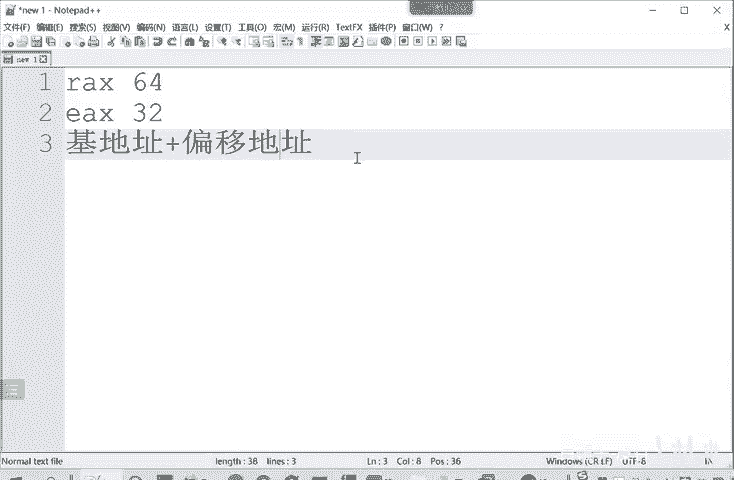 *new 1 - Notepad++
文件(F) 编辑(E) 搜索(S) 视图(V) 编码(N) 语言(L) 设置(T) 工具(O) 宏(M) 运行(R) TextFX 插件(P) 窗口(W) ? X
new 1
1 rax 64
2 eax 32
3 基地址+偏移地址
Normal text file length : 38 lines : 3 Ln : 3 Col : 8 Pos : 36 Windows (CR LF) UTF-8 IN